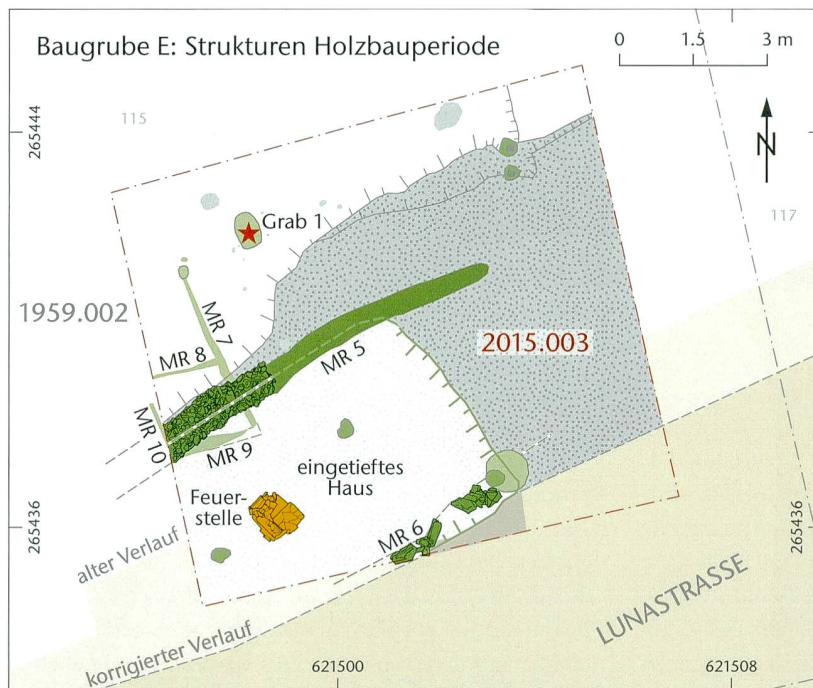 Baugrube E: Strukturen Holzbauperiode
0 1.5 3 m
N
265444
115
117
Grab 1
1959.002
MR 7
MR 8
MR 5
2015.003
MR 10
MR 9
eingetieftes
Haus
Feuer-
stelle
MR 6
265436
265436
alter Verlauf
LUNASTRASSE
korrigierter Verlauf
621500
621508